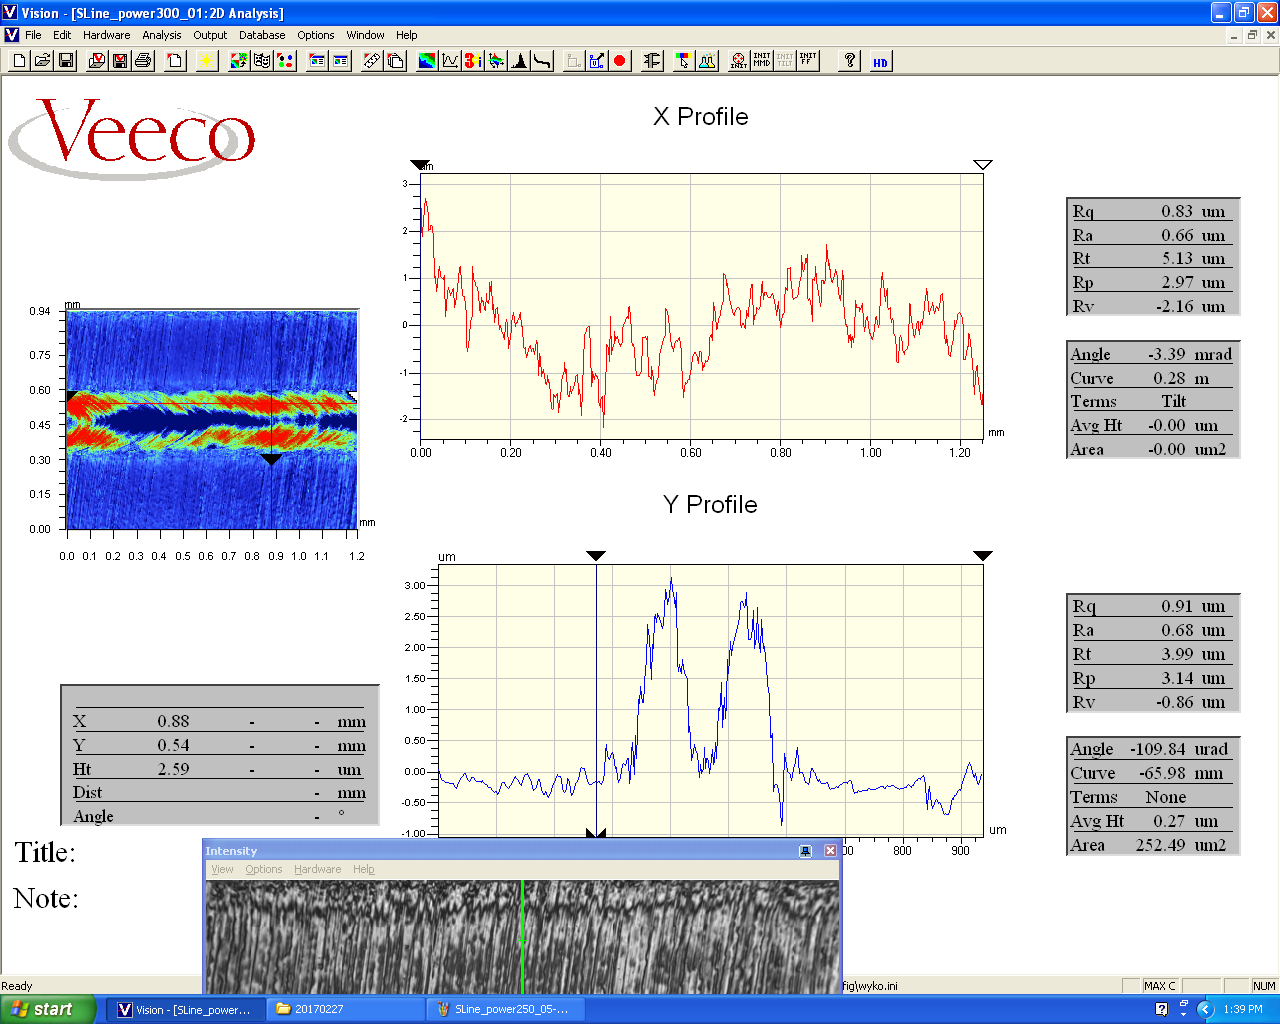 Vision - [SLine_power300_01:2D Analysis]
File Edit Hardware Analysis Output Database Options Window Help
INIT INIT MMD INIT TILT INIT FF ? HD
Veeco
X Profile
um
3
2
1
0
-1
-2
0.00 0.20 0.40 0.60 0.80 1.00 1.20
mm
Rq 0.83 um
Ra 0.66 um
Rt 5.13 um
Rp 2.97 um
Rv -2.16 um
Angle -3.39 mrad
Curve 0.28 m
Terms Tilt
Avg Ht -0.00 um
Area -0.00 um2
mm
0.94
0.75
0.60
0.45
0.30
0.15
0.00
mm
0.0 0.1 0.2 0.3 0.4 0.5 0.6 0.7 0.8 0.9 1.0 1.1 1.2
Y Profile
um
3.00
2.50
2.00
1.50
1.00
0.50
0.00
-0.50
-1.00
um
00 800 900
Rq 0.91 um
Ra 0.68 um
Rt 3.99 um
Rp 3.14 um
Rv -0.86 um
Angle -109.84 urad
Curve -65.98 mm
Terms None
Avg Ht 0.27 um
Area 252.49 um2
X 0.88 - - mm
Y 0.54 - - mm
Ht 2.59 - - um
Dist - mm
Angle - °
Title:
Note:
Intensity
View Options Hardware Help
Ready
fig\wyko.ini
MAX C NUM
start
Vision - [SLine_power...
20170227
SLine_power250_05-...
1:39 PM